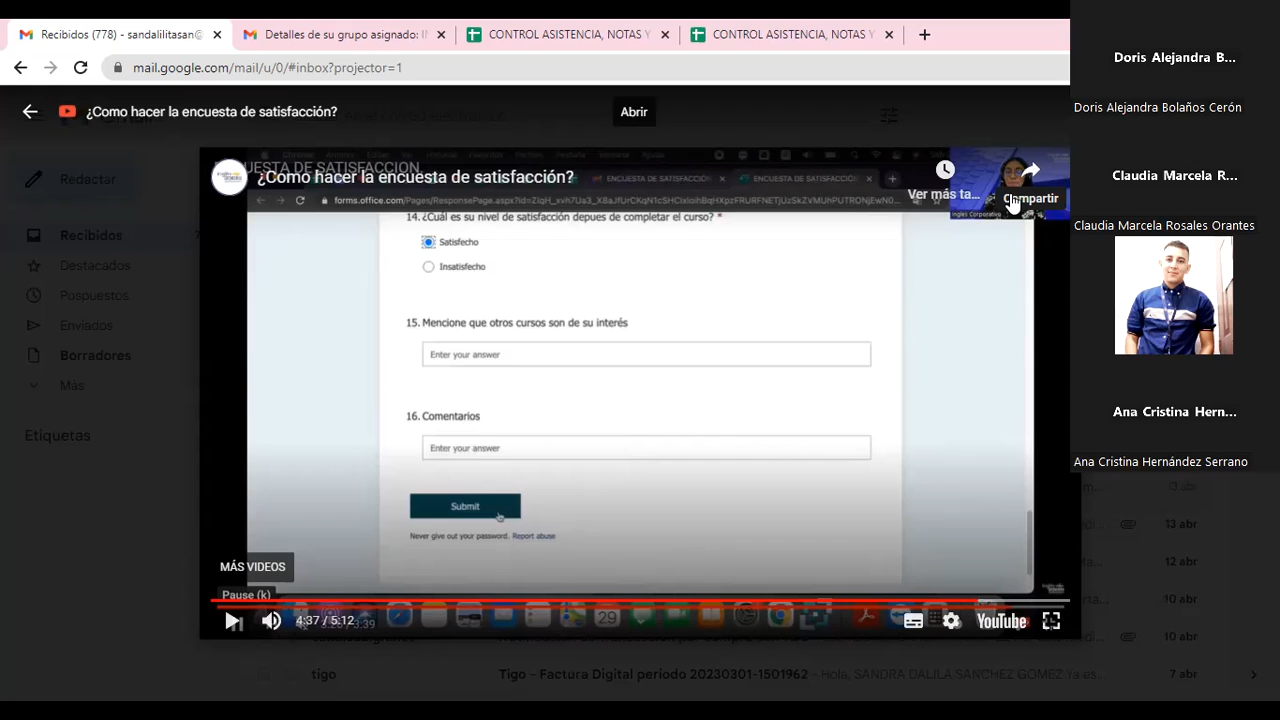 Recibidos (778) - sandalilitasan@
Detalles de su grupo asignado: I
CONTROL ASISTENCIA, NOTAS Y
CONTROL ASISTENCIA, NOTAS Y
mail.google.com/mail/u/0/#inbox?projector=1
¿Como hacer la encuesta de satisfacción?
Abrir
Redactar
Recibidos
Destacados
Pospuestos
Enviados
Borradores
Más
Etiquetas
ENCUESTA DE SATISFACCION
¿Como hacer la encuesta de satisfacción?
Ver más ta...
Compartir
Ingles Corporativo
14. ¿Cuál es su nivel de satisfacción depues de completar el curso? *
Satisfecho
Insatisfecho
15. Mencione que otros cursos son de su interés
Enter your answer
16. Comentarios
Enter your answer
Submit
Never give out your password. Report abuse
MÁS VIDEOS
Pause (k)
4:37 / 5:12
YouTube
13 abr
13 abr
12 abr
10 abr
10 abr
tigo
Tigo - Factura Digital periodo 20230301-1501962 - Hola, SANDRA DALILA SANCHEZ GOMEZ Ya es...
7 abr
Doris Alejandra B...
Doris Alejandra Bolaños Cerón
Claudia Marcela R...
Claudia Marcela Rosales Orantes
Ana Cristina Hern...
Ana Cristina Hernández Serrano